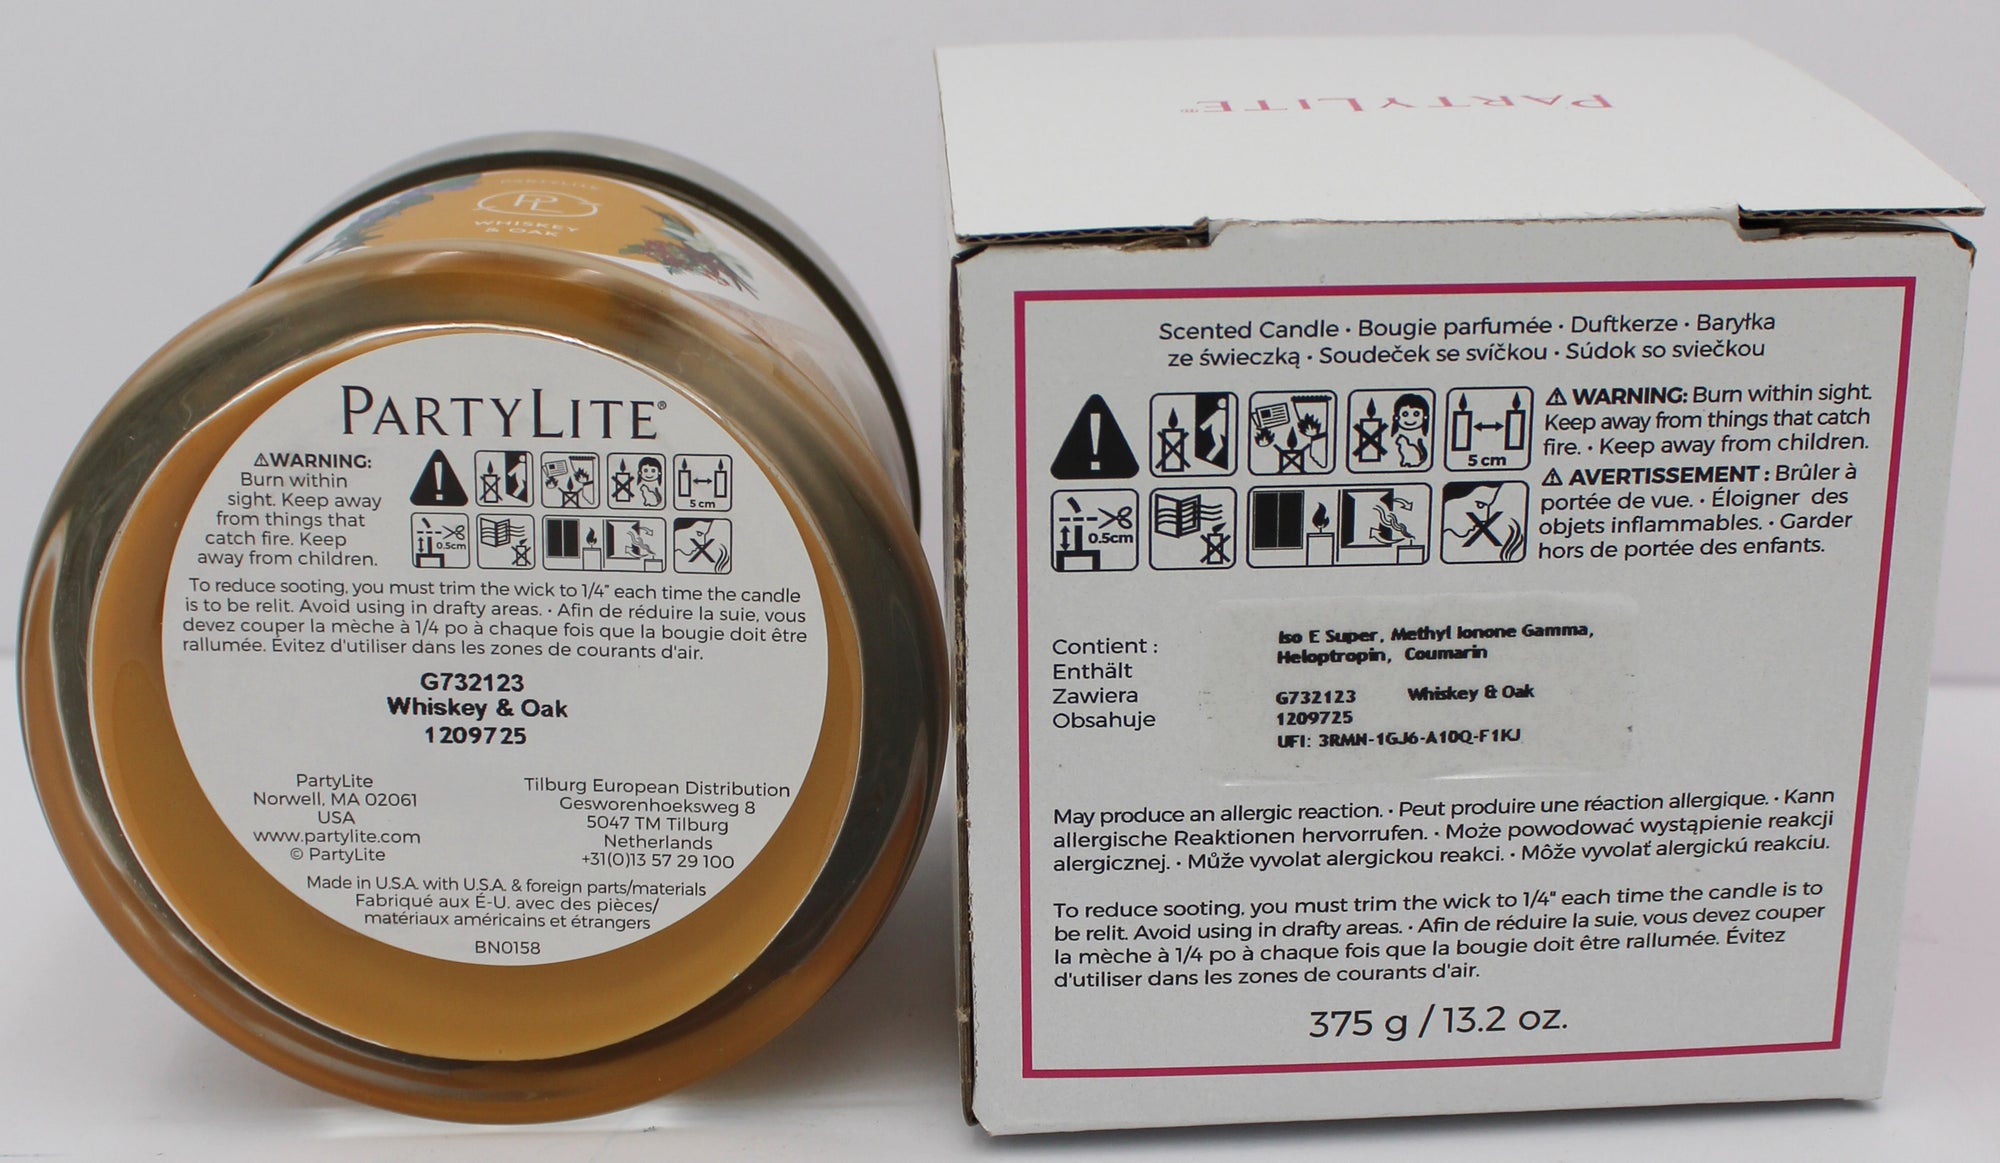 PARTYLITE
PL
WHISKEY
& OAK
PARTYLITE®
⚠WARNING:
Burn within
sight. Keep away
from things that
catch fire. Keep
away from children.
5 cm
0.5cm
To reduce sooting, you must trim the wick to 1/4" each time the candle
is to be relit. Avoid using in drafty areas. • Afin de réduire la suie, vous
devez couper la mèche à 1/4 po à chaque fois que la bougie doit être
rallumée. Évitez d'utiliser dans les zones de courants d'air.
G732123
Whiskey & Oak
1209725
PartyLite
Norwell, MA 02061
USA
www.partylite.com
© PartyLite
Tilburg European Distribution
Gesworenhoeksweg 8
5047 TM Tilburg
Netherlands
+31(0)13 57 29 100
Made in U.S.A. with U.S.A. & foreign parts/materials
Fabriqué aux É-U. avec des pièces/
matériaux américains et étrangers
BN0158
PARTYLITE®
Scented Candle • Bougie parfumée • Duftkerze • Baryłka
ze świeczką • Soudeček se svíčkou • Súdok so sviečkou
5 cm
0.5cm
⚠ WARNING: Burn within sight.
Keep away from things that catch
fire. • Keep away from children.
⚠ AVERTISSEMENT : Brûler à
portée de vue. • Éloigner des
objets inflammables. • Garder
hors de portée des enfants.
Contient :
Enthält
Zawiera
Obsahuje
Iso E Super, Methyl Ionone Gamma,
Heloptropin, Coumarin
G732123 Whiskey & Oak
1209725
UFI: 3RMN-1GJ6-A10Q-F1KJ
May produce an allergic reaction. • Peut produire une réaction allergique. • Kann
allergische Reaktionen hervorrufen. • Może powodować wystąpienie reakcji
alergicznej. • Může vyvolat alergickou reakci. • Môže vyvolať alergickú reakciu.
To reduce sooting, you must trim the wick to 1/4" each time the candle is to
be relit. Avoid using in drafty areas. • Afin de réduire la suie, vous devez couper
la mèche à 1/4 po à chaque fois que la bougie doit être rallumée. Évitez
d'utiliser dans les zones de courants d'air.
375 g / 13.2 oz.